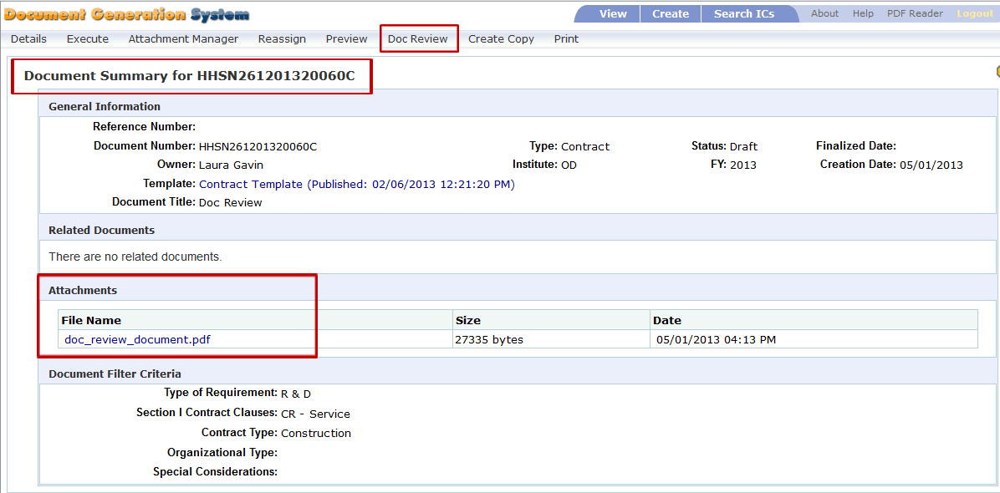 Document Generation System
View Create Search ICs About Help PDF Reader Logout
Details Execute Attachment Manager Reassign Preview Doc Review Create Copy Print
Document Summary for HHSN261201320060C
General Information
Reference Number:
Document Number: HHSN261201320060C Type: Contract Status: Draft Finalized Date:
Owner: Laura Gavin Institute: OD FY: 2013 Creation Date: 05/01/2013
Template: Contract Template (Published: 02/06/2013 12:21:20 PM)
Document Title: Doc Review
Related Documents
There are no related documents.
Attachments
File Name Size Date
doc_review_document.pdf 27335 bytes 05/01/2013 04:13 PM
Document Filter Criteria
Type of Requirement: R & D
Section I Contract Clauses: CR - Service
Contract Type: Construction
Organizational Type:
Special Considerations: